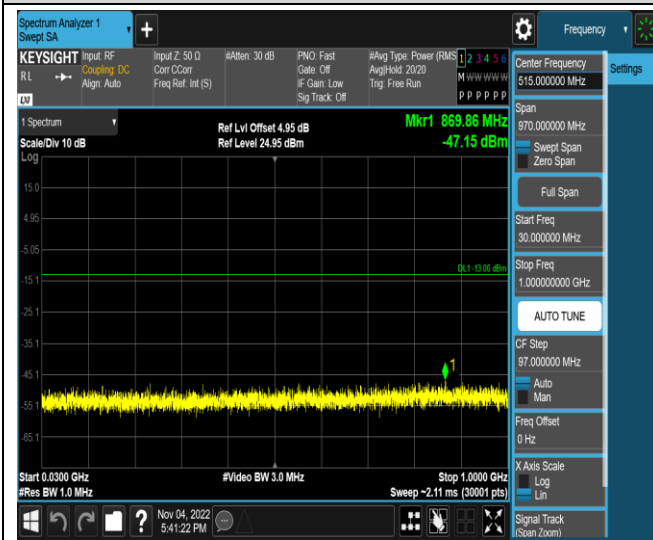 Spectrum Analyzer 1
Swept SA
+
Frequency
KEYSIGHT
RL
LXI
Input: RF
Coupling: DC
Align: Auto
Input Z: 50 Ω
Corr CCorr
Freq Ref: Int (S)
#Atten: 30 dB
PNO: Fast
Gate: Off
IF Gain: Low
Sig Track: Off
#Avg Type: Power (RMS
Avg|Hold: 20/20
Trig: Free Run
1 2 3 4 5 6
M W W W W W
P P P P P P
1 Spectrum
Scale/Div 10 dB
Ref Lvl Offset 4.95 dB
Ref Level 24.95 dBm
Mkr1 869.86 MHz
-47.15 dBm
Log
15.0
4.95
-5.05
-15.1
-25.1
-35.1
-45.1
-55.1
-65.1
DL1 -13.00 dBm
1
Start 0.0300 GHz
#Res BW 1.0 MHz
#Video BW 3.0 MHz
Stop 1.0000 GHz
Sweep ~2.11 ms (30001 pts)
Nov 04, 2022
5:41:22 PM
?
Center Frequency
515.000000 MHz
Settings
Span
970.000000 MHz
Swept Span
Zero Span
Full Span
Start Freq
30.000000 MHz
Stop Freq
1.000000000 GHz
AUTO TUNE
CF Step
97.000000 MHz
Auto
Man
Freq Offset
0 Hz
X Axis Scale
Log
Lin
Signal Track
(Span Zoom)